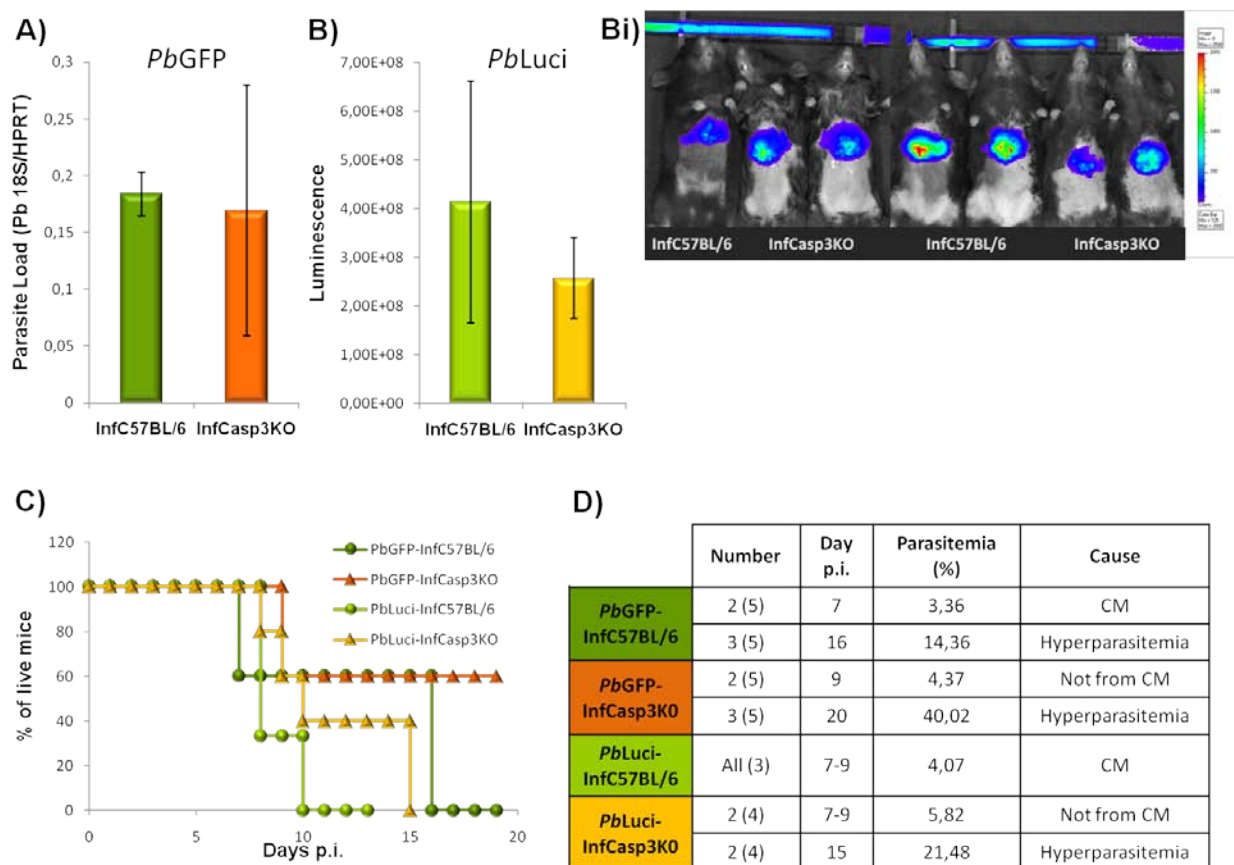 A)
PbGFP
Parasite Load (Pb 18S/HPRT)
0,3
0,25
0,2
0,15
0,1
0,05
0
InfC57BL/6 InfCasp3KO
B)
PbLuci
Luminescence
7,00E+08
6,00E+08
5,00E+08
4,00E+08
3,00E+08
2,00E+08
1,00E+08
0,00E+00
InfC57BL/6 InfCasp3KO
Bi)
InfC57BL/6 InfCasp3KO InfC57BL/6 InfCasp3KO
C)
% of live mice
120
100
80
60
40
20
0
PbGFP-InfC57BL/6
PbGFP-InfCasp3KO
PbLuci-InfC57BL/6
PbLuci-InfCasp3KO
0 5 10 15 20
Days p.i.
D)
Number Day p.i. Parasitemia (%) Cause
PbGFP-InfC57BL/6 2 (5) 7 3,36 CM
3 (5) 16 14,36 Hyperparasitemia
PbGFP-InfCasp3K0 2 (5) 9 4,37 Not from CM
3 (5) 20 40,02 Hyperparasitemia
PbLuci-InfC57BL/6 All (3) 7-9 4,07 CM
PbLuci-InfCasp3K0 2 (4) 7-9 5,82 Not from CM
2 (4) 15 21,48 Hyperparasitemia